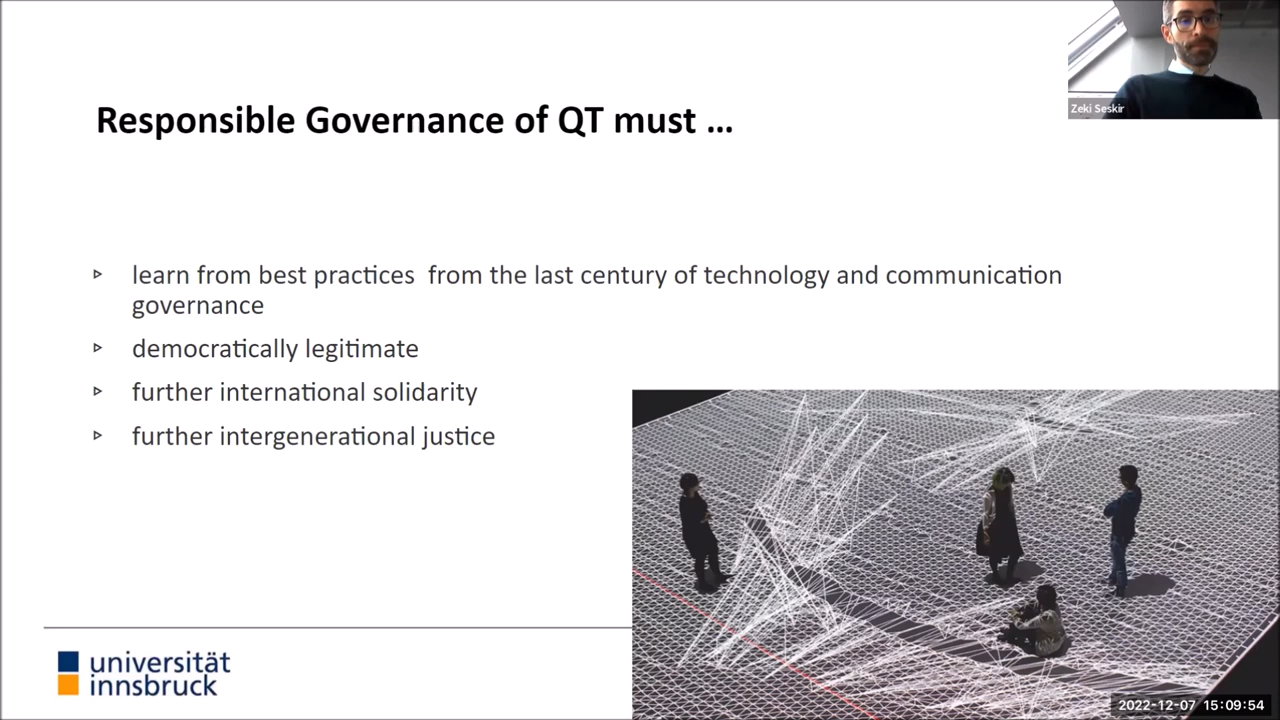 Responsible Governance of QT must ...
Zeki Seskir
learn from best practices  from the last century of technology and communication
governance
democratically legitimate
further international solidarity
further intergenerational justice
universität
innsbruck
2022-12-07 15:09:54